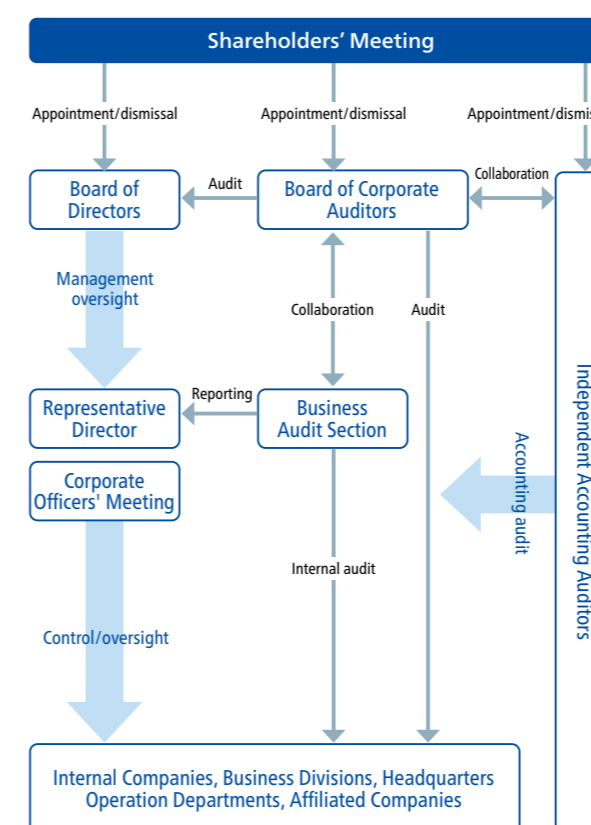 Shareholders' Meeting
Appointment/dismissal
Appointment/dismissal
Appointment/dismis
Board of
Directors
Audit
Board of Corporate
Auditors
Collaboration
Management
oversight
Collaboration
Audit
Representative
Director
Reporting
Business
Audit Section
Corporate
Officers' Meeting
Accounting audit
Independent Accounting Auditors
Internal audit
Control/oversight
Internal Companies, Business Divisions, Headquarters
Operation Departments, Affiliated Companies